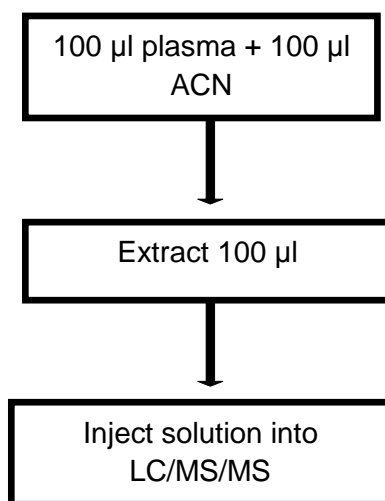 100 µl plasma + 100 µl
ACN
Extract 100 µl
Inject solution into
LC/MS/MS